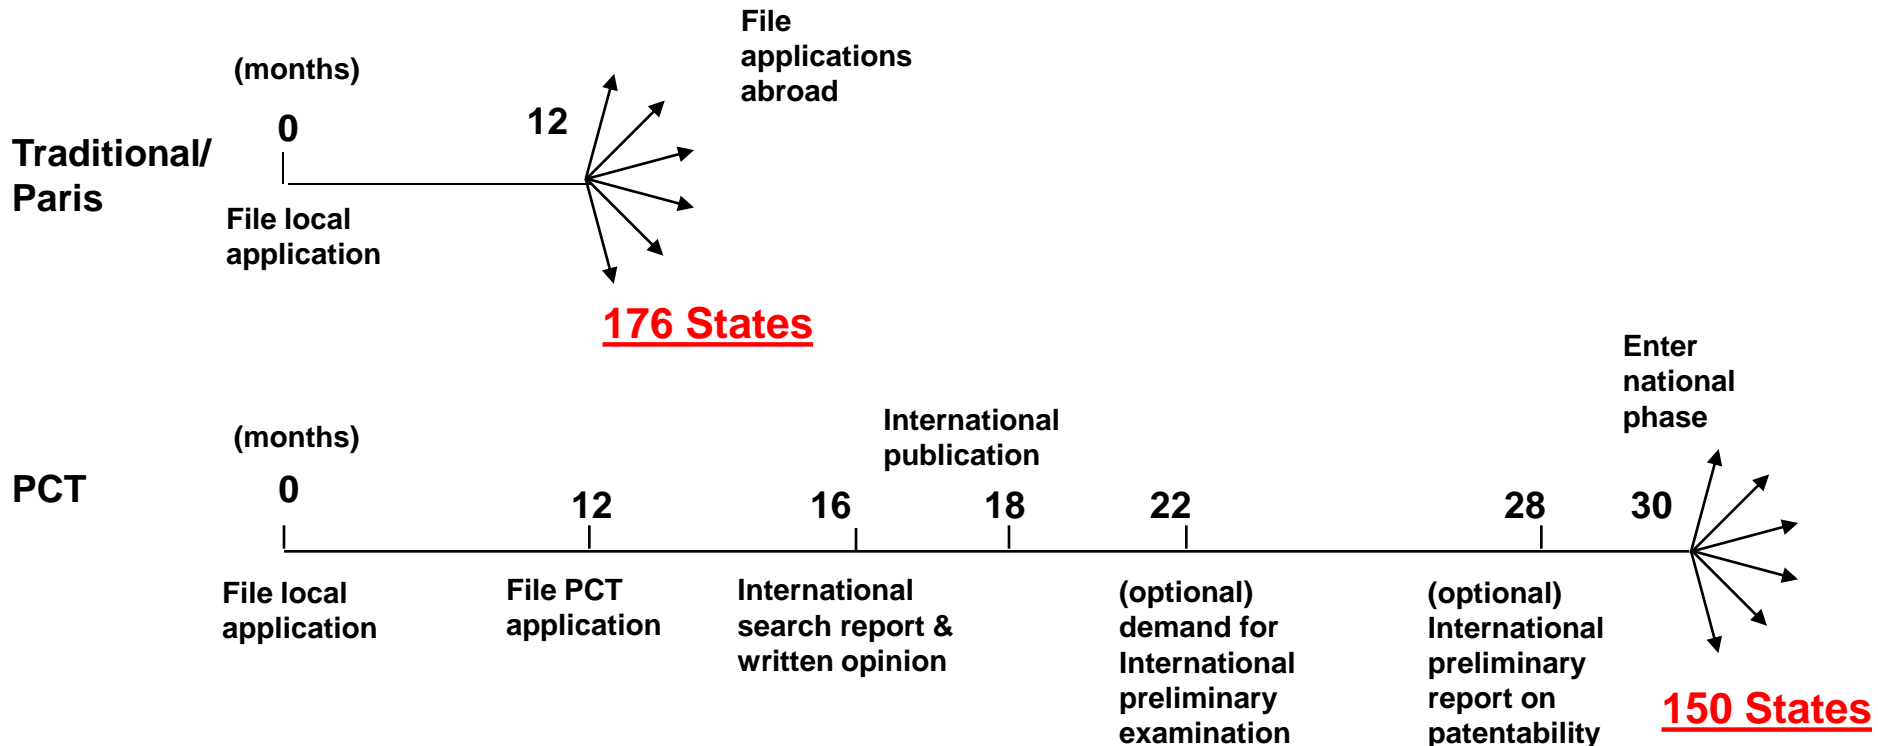 File
applications
abroad
(months)
0
12
Traditional/
Paris
File local
application
176 States
Enter
national
phase
International
publication
(months)
PCT
0
12
16
18
22
28
30
File local
application
File PCT
application
International
search report &
written opinion
(optional)
demand for
International
preliminary
examination
(optional)
International
preliminary
report on
patentability
150 States